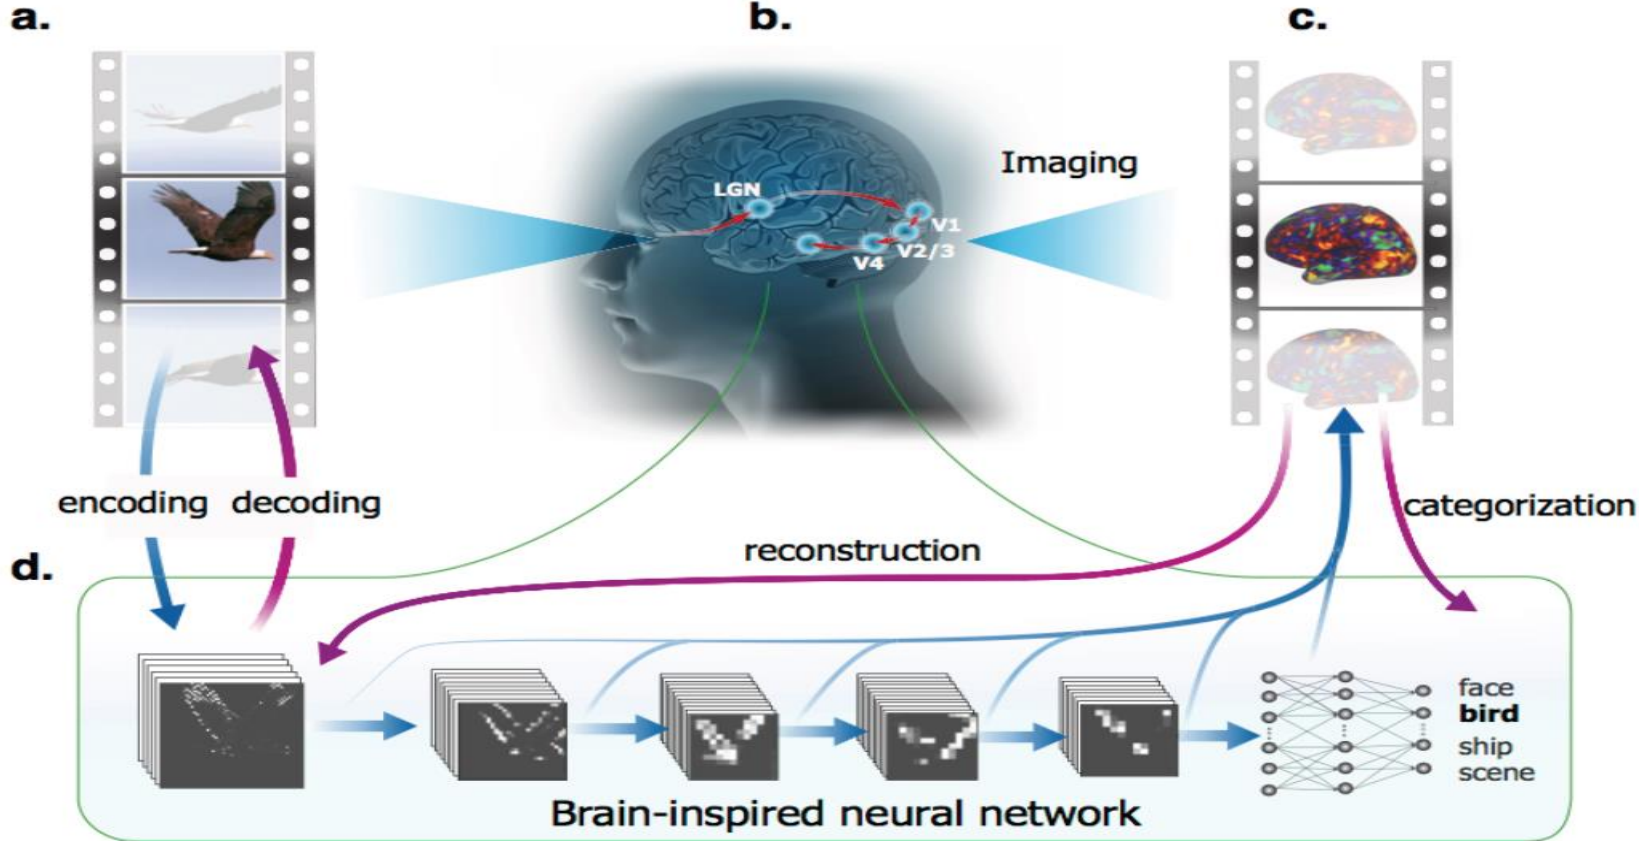 a.
b.
c.
Imaging
LGN
V1
V2/3
V4
encoding decoding
categorization
reconstruction
d.
face
bird
ship
scene
Brain-inspired neural network